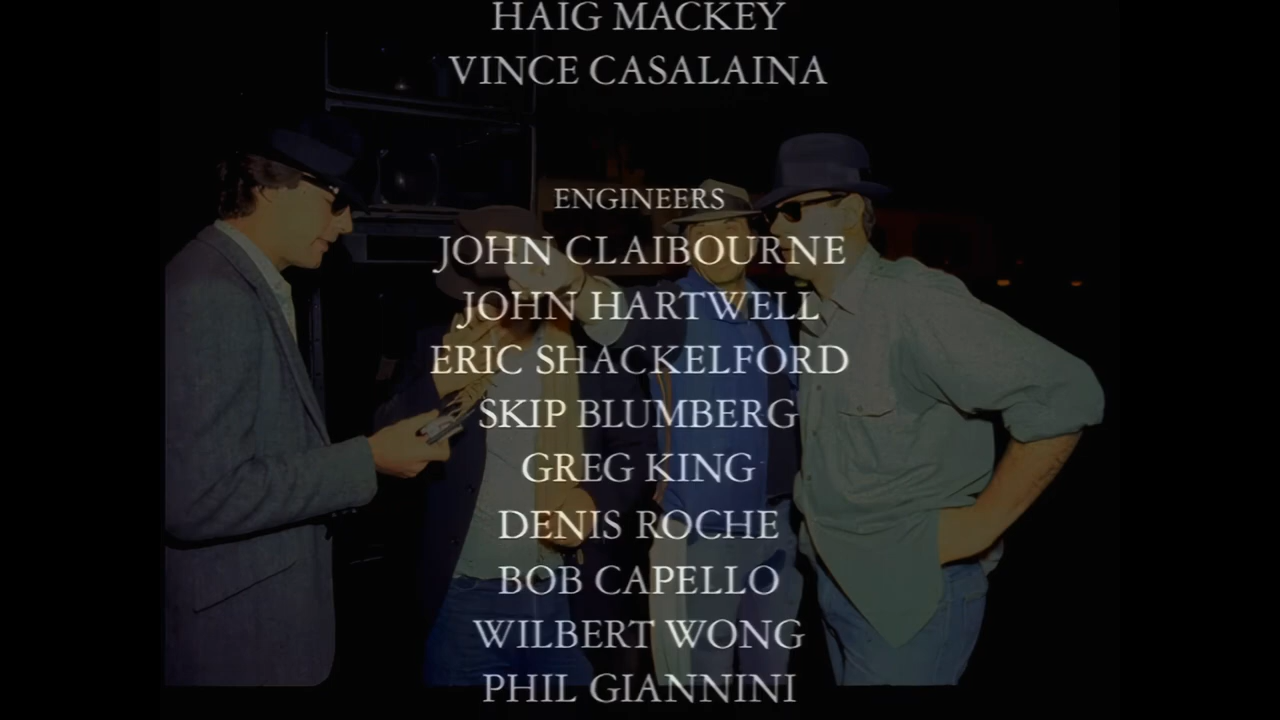 HAIG MACKEY
VINCE CASALAINA
ENGINEERS
JOHN CLAIBOURNE
JOHN HARTWELL
ERIC SHACKELFORD
SKIP BLUMBERG
GREG KING
DENIS ROCHE
BOB CAPELLO
WILBERT WONG
PHIL GIANNINI